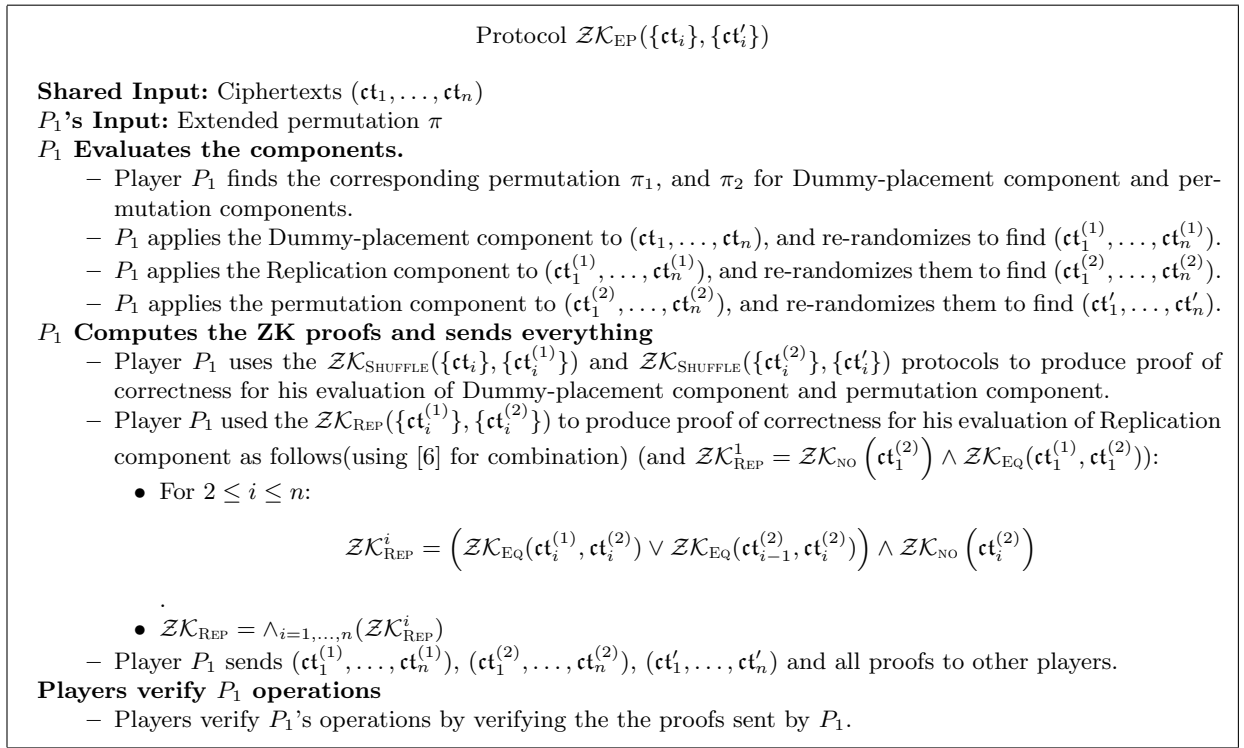 Protocol 𝒵𝒦_EP({𝔠𝔱_i}, {𝔠𝔱′_i})
Shared Input: Ciphertexts (𝔠𝔱_1, . . . , 𝔠𝔱_n)
P_1's Input: Extended permutation π
P_1 Evaluates the components.
– Player P_1 finds the corresponding permutation π_1, and π_2 for Dummy-placement component and per-
mutation components.
– P_1 applies the Dummy-placement component to (𝔠𝔱_1, . . . , 𝔠𝔱_n), and re-randomizes to find (𝔠𝔱_1^(1), . . . , 𝔠𝔱_n^(1)).
– P_1 applies the Replication component to (𝔠𝔱_1^(1), . . . , 𝔠𝔱_n^(1)), and re-randomizes them to find (𝔠𝔱_1^(2), . . . , 𝔠𝔱_n^(2)).
– P_1 applies the permutation component to (𝔠𝔱_1^(2), . . . , 𝔠𝔱_n^(2)), and re-randomizes them to find (𝔠𝔱′_1, . . . , 𝔠𝔱′_n).
P_1 Computes the ZK proofs and sends everything
– Player P_1 uses the 𝒵𝒦_SHUFFLE({𝔠𝔱_i}, {𝔠𝔱_i^(1)}) and 𝒵𝒦_SHUFFLE({𝔠𝔱_i^(2)}, {𝔠𝔱′_i}) protocols to produce proof of
correctness for his evaluation of Dummy-placement component and permutation component.
– Player P_1 used the 𝒵𝒦_REP({𝔠𝔱_i^(1)}, {𝔠𝔱_i^(2)}) to produce proof of correctness for his evaluation of Replication
component as follows(using [6] for combination) (and 𝒵𝒦_REP^1 = 𝒵𝒦_NO (𝔠𝔱_1^(2)) ∧ 𝒵𝒦_EQ(𝔠𝔱_1^(1), 𝔠𝔱_1^(2))):
• For 2 ≤ i ≤ n:
𝒵𝒦_REP^i = (𝒵𝒦_EQ(𝔠𝔱_i^(1), 𝔠𝔱_i^(2)) ∨ 𝒵𝒦_EQ(𝔠𝔱_{i−1}^(2), 𝔠𝔱_i^(2))) ∧ 𝒵𝒦_NO (𝔠𝔱_i^(2))
.
• 𝒵𝒦_REP = ∧_{i=1,...,n}(𝒵𝒦_REP^i)
– Player P_1 sends (𝔠𝔱_1^(1), . . . , 𝔠𝔱_n^(1)), (𝔠𝔱_1^(2), . . . , 𝔠𝔱_n^(2)), (𝔠𝔱′_1, . . . , 𝔠𝔱′_n) and all proofs to other players.
Players verify P_1 operations
– Players verify P_1's operations by verifying the the proofs sent by P_1.